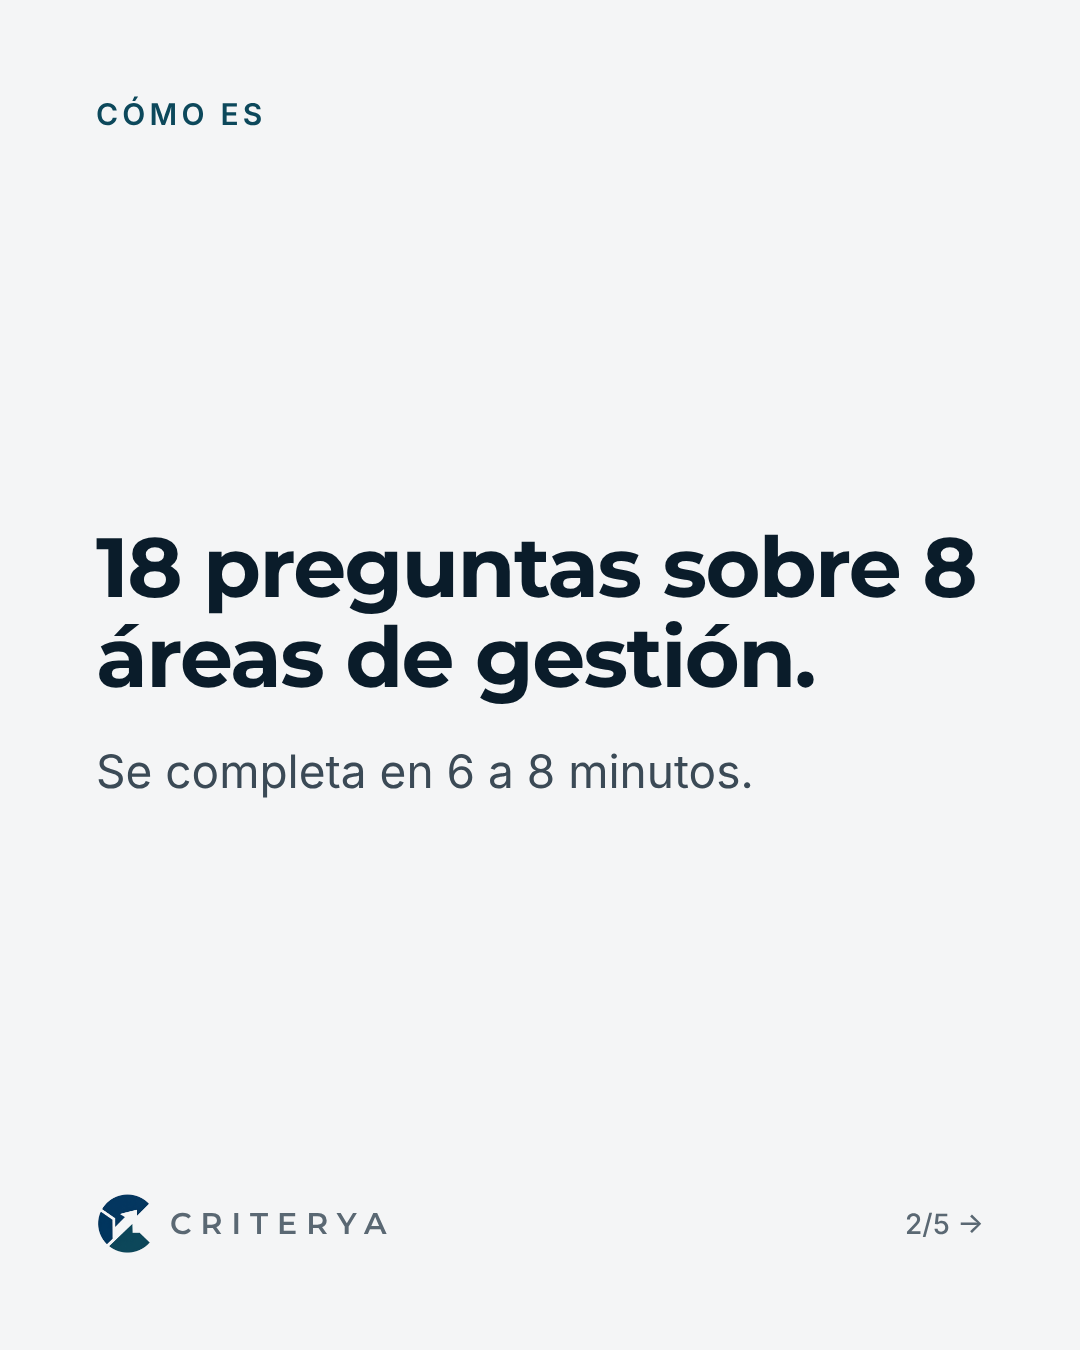 CÓMO ES
18 preguntas sobre 8
áreas de gestión.
Se completa en 6 a 8 minutos.
CRITERYA
2/5 →